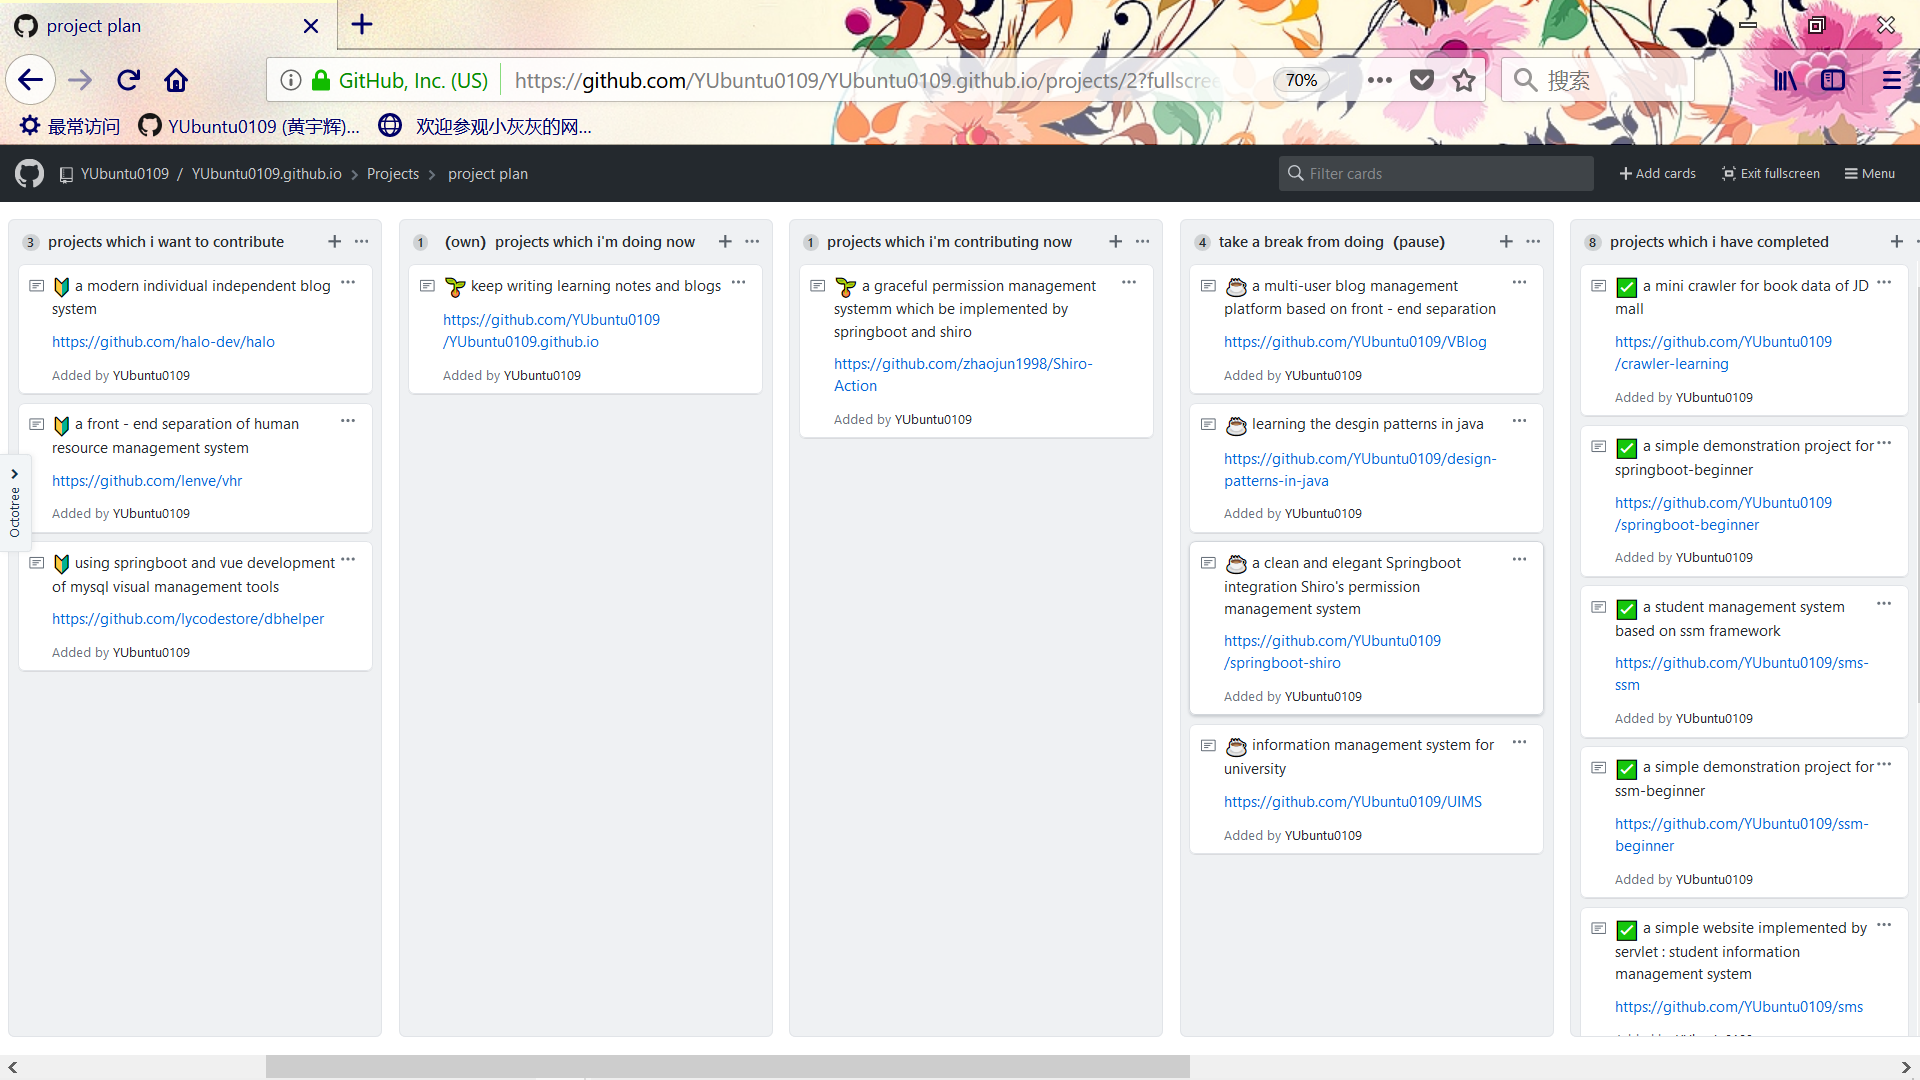 project plan
GitHub, Inc. (US)
https://github.com/YUbuntu0109/YUbuntu0109.github.io/projects/2?fullscre
70%
搜索
最常访问
YUbuntu0109 (黄宇辉)...
欢迎参观小灰灰的网...
YUbuntu0109 / YUbuntu0109.github.io > Projects > project plan
Filter cards
Add cards
Exit fullscreen
Menu
Octotree
3 projects which i want to contribute
a modern individual independent blog
system
https://github.com/halo-dev/halo
Added by YUbuntu0109
a front - end separation of human
resource management system
https://github.com/lenve/vhr
Added by YUbuntu0109
using springboot and vue development
of mysql visual management tools
https://github.com/lycodestore/dbhelper
Added by YUbuntu0109
1 (own) projects which i'm doing now
keep writing learning notes and blogs
https://github.com/YUbuntu0109
/YUbuntu0109.github.io
Added by YUbuntu0109
1 projects which i'm contributing now
a graceful permission management
systemm which be implemented by
springboot and shiro
https://github.com/zhaojun1998/Shiro-
Action
Added by YUbuntu0109
4 take a break from doing (pause)
a multi-user blog management
platform based on front - end separation
https://github.com/YUbuntu0109/VBlog
Added by YUbuntu0109
learning the desgin patterns in java
https://github.com/YUbuntu0109/design-
patterns-in-java
Added by YUbuntu0109
a clean and elegant Springboot
integration Shiro's permission
management system
https://github.com/YUbuntu0109
/springboot-shiro
Added by YUbuntu0109
information management system for
university
https://github.com/YUbuntu0109/UIMS
Added by YUbuntu0109
8 projects which i have completed
a mini crawler for book data of JD
mall
https://github.com/YUbuntu0109
/crawler-learning
Added by YUbuntu0109
a simple demonstration project for
springboot-beginner
https://github.com/YUbuntu0109
/springboot-beginner
Added by YUbuntu0109
a student management system
based on ssm framework
https://github.com/YUbuntu0109/sms-
ssm
Added by YUbuntu0109
a simple demonstration project for
ssm-beginner
https://github.com/YUbuntu0109/ssm-
beginner
Added by YUbuntu0109
a simple website implemented by
servlet : student information
management system
https://github.com/YUbuntu0109/sms